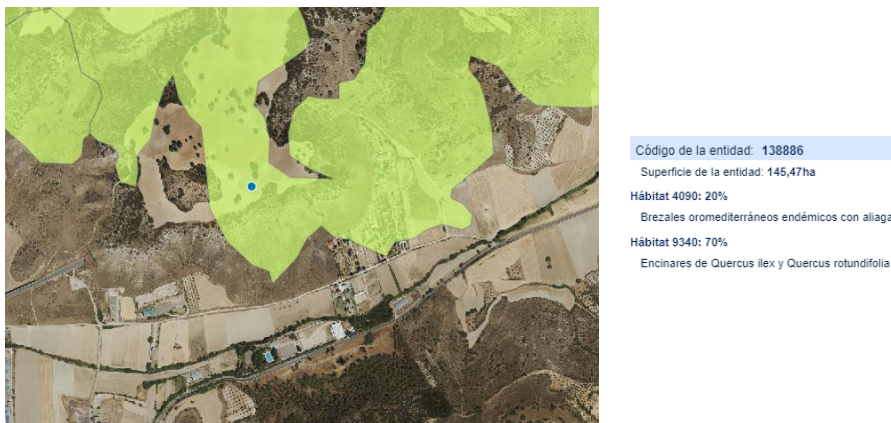 Código de la entidad: 138886
Superficie de la entidad: 145,47ha
Hábitat 4090: 20%
Brezales oromediterráneos endémicos con aliaga
Hábitat 9340: 70%
Encinares de Quercus ilex y Quercus rotundifolia